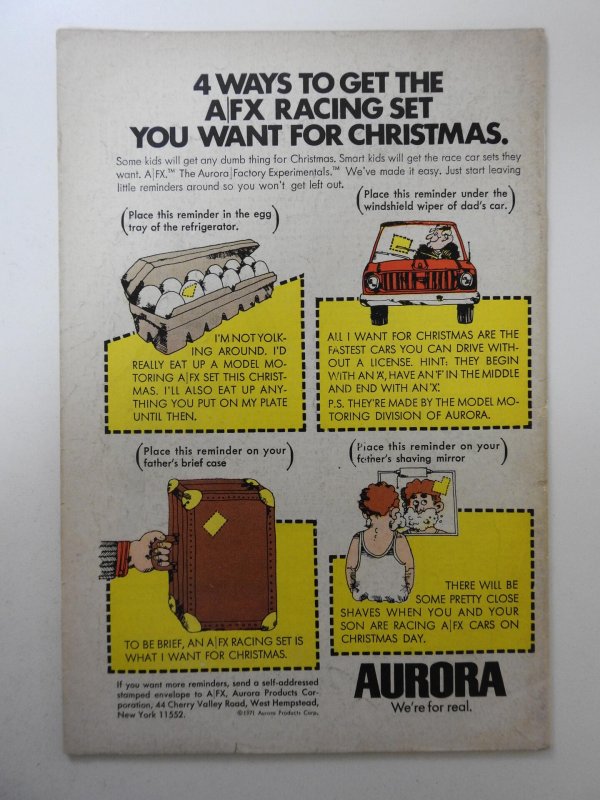 4 WAYS TO GET THE
A|FX RACING SET
YOU WANT FOR CHRISTMAS.
Some kids will get any dumb thing for Christmas. Smart kids will get the race car sets they
want. A|FX.™ The Aurora|Factory Experimentals.™ We've made it easy. Just start leaving
little reminders around so you won't get left out.
(Place this reminder in the egg
tray of the refrigerator.)
I'M NOT YOLK-
ING AROUND. I'D
REALLY EAT UP A MODEL MO-
TORING A|FX SET THIS CHRIST-
MAS. I'LL ALSO EAT UP ANY-
THING YOU PUT ON MY PLATE
UNTIL THEN.
(Place this reminder under the
windshield wiper of dad's car.)
ALL I WANT FOR CHRISTMAS ARE THE
FASTEST CARS YOU CAN DRIVE WITH-
OUT A LICENSE. HINT: THEY BEGIN
WITH AN 'A', HAVE AN 'F' IN THE MIDDLE
AND END WITH AN 'X'.
P.S. THEY'RE MADE BY THE MODEL MO-
TORING DIVISION OF AURORA.
(Place this reminder on your
father's brief case)
TO BE BRIEF, AN A|FX RACING SET IS
WHAT I WANT FOR CHRISTMAS.
(Place this reminder on your
father's shaving mirror)
THERE WILL BE
SOME PRETTY CLOSE
SHAVES WHEN YOU AND YOUR
SON ARE RACING A|FX CARS ON
CHRISTMAS DAY.
If you want more reminders, send a self-addressed
stamped envelope to A|FX, Aurora Products Cor-
poration, 44 Cherry Valley Road, West Hempstead,
New York 11552.
©1971 Aurora Products Corp.
AURORA
We're for real.